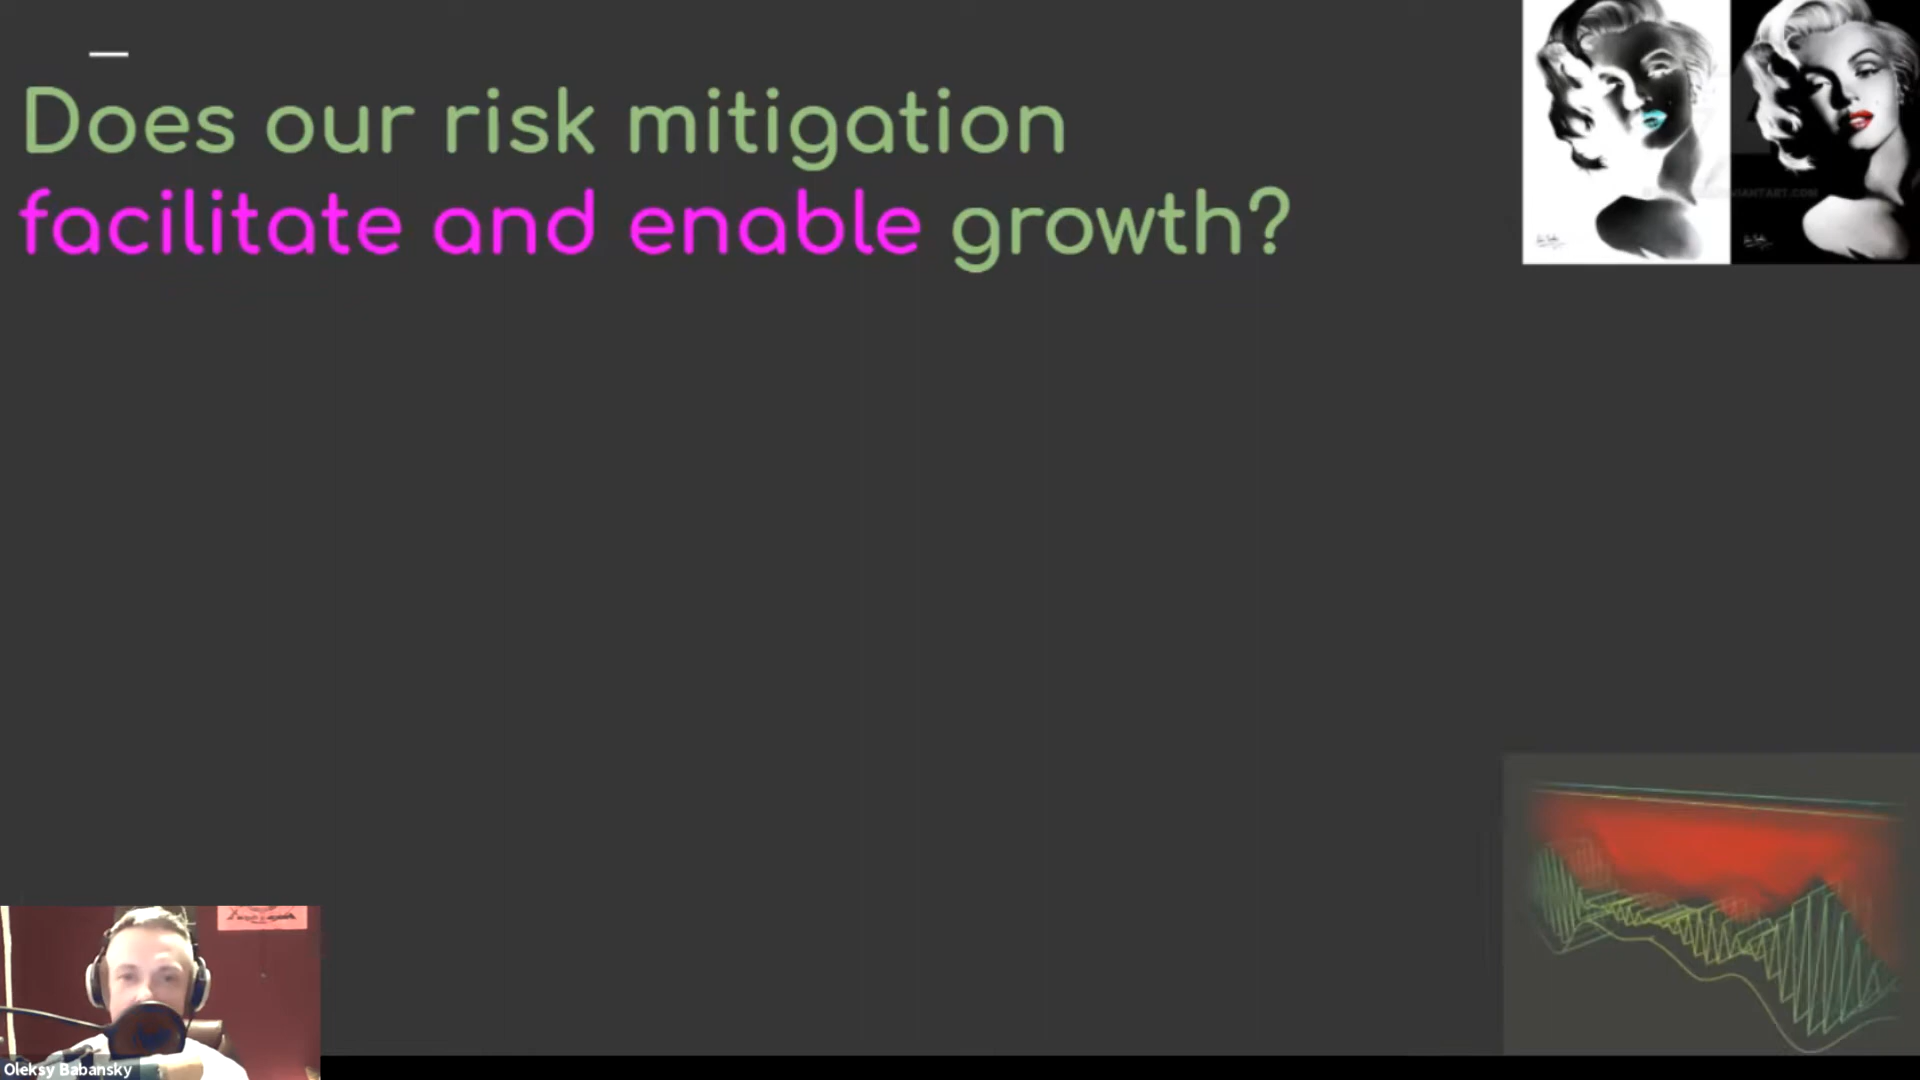 Does our risk mitigation
facilitate and enable growth?
Oleksy Babansky